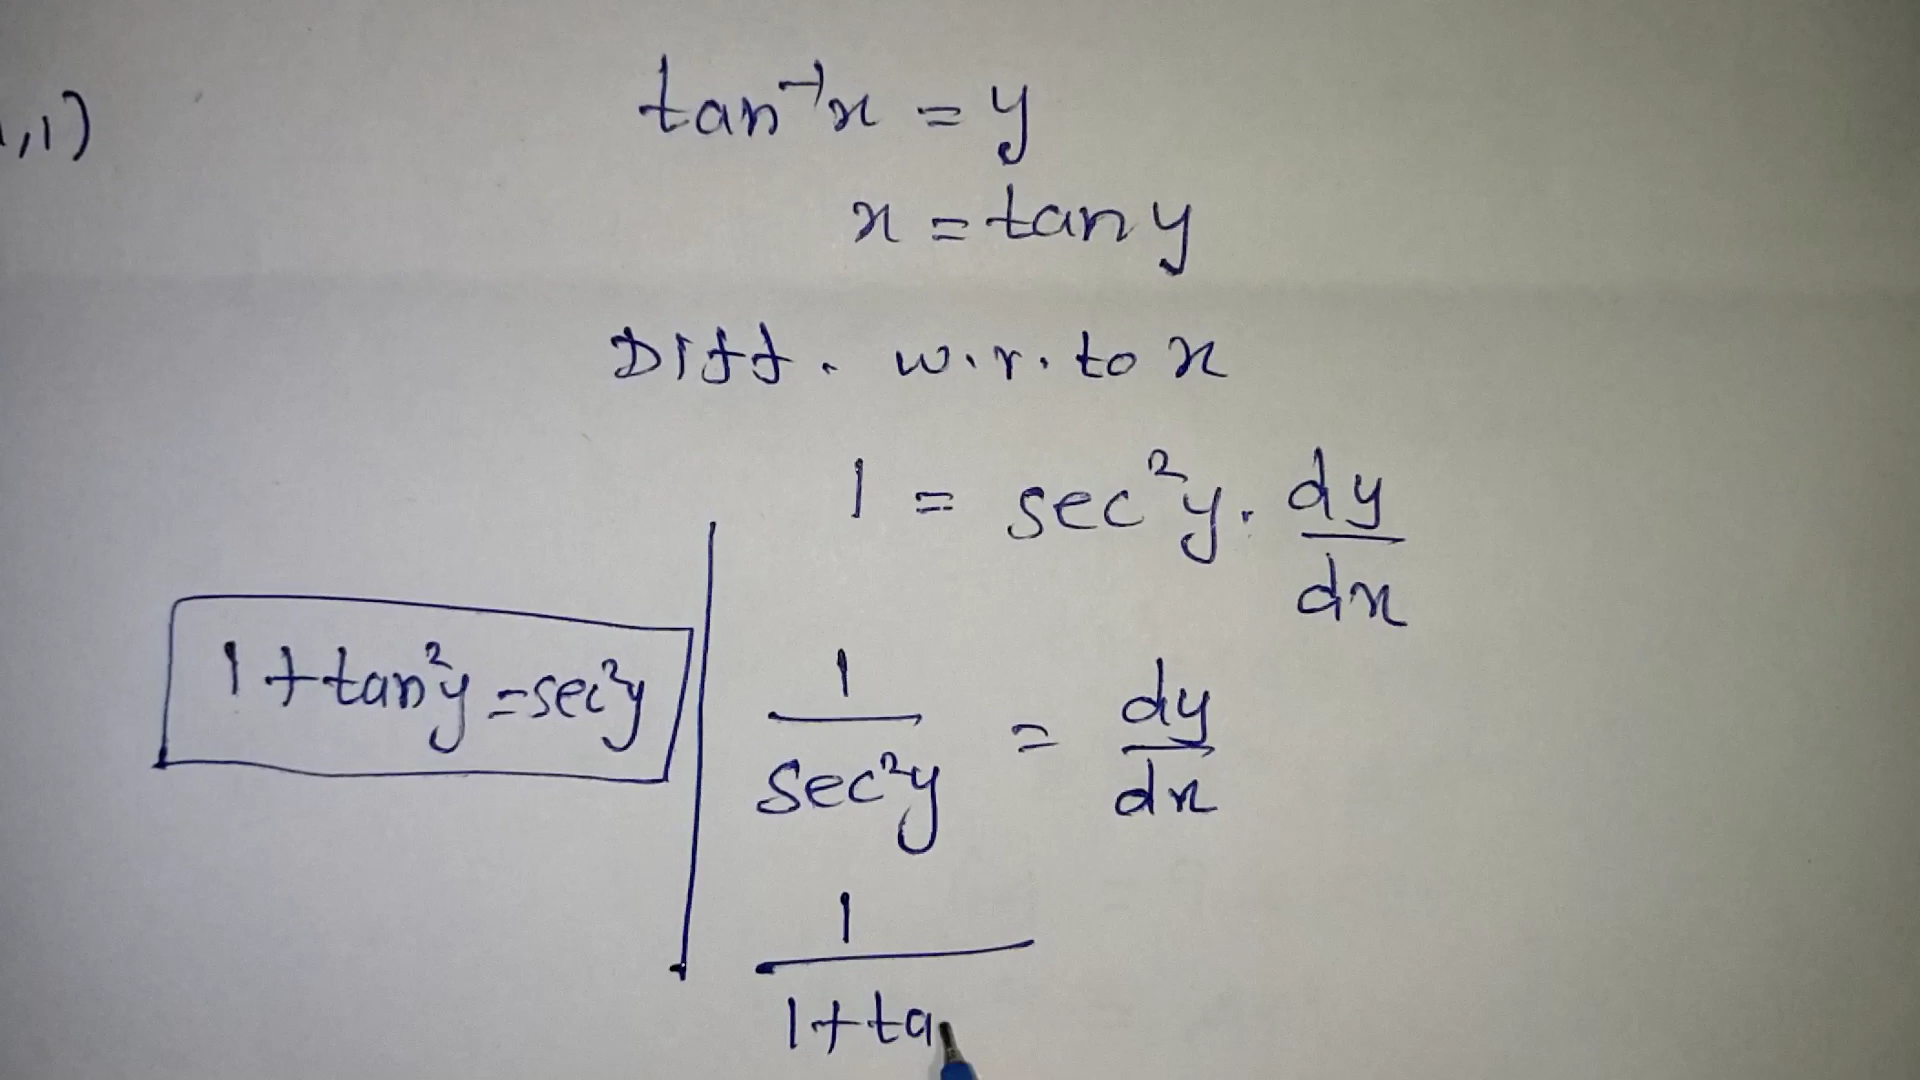 ,1)
tan⁻¹x = y
x = tan y
Diff. w.r. to x
1 = sec²y . dy/dx
1 + tan²y = sec²y
1/sec²y = dy/dx
1/1+ta